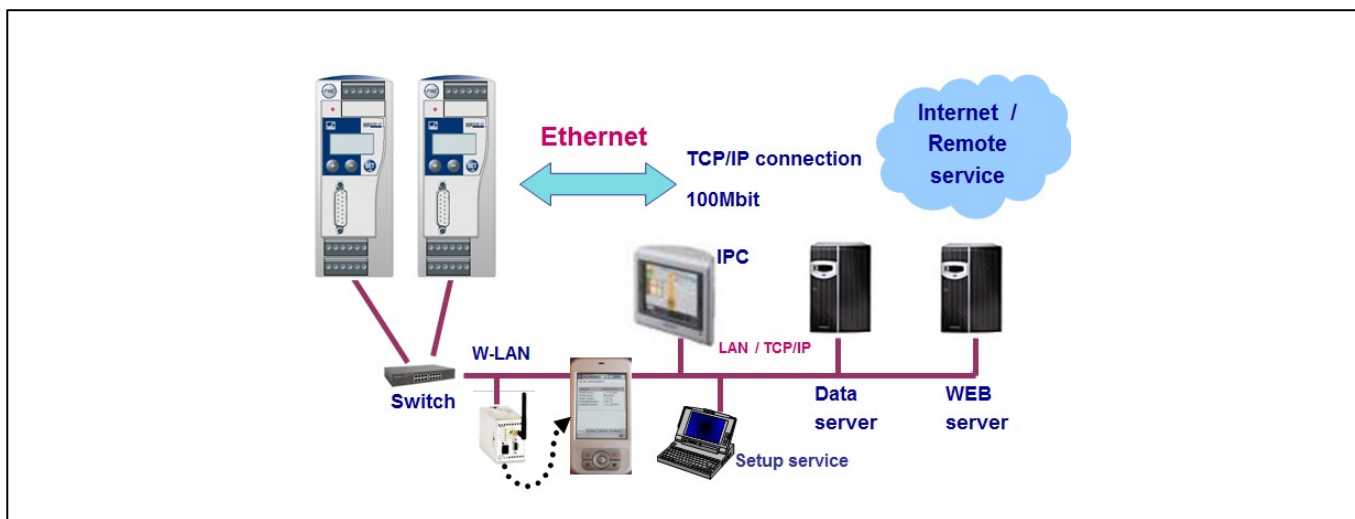 Ethernet
TCP/IP connection
100Mbit
Internet /
Remote
service
IPC
LAN / TCP/IP
W-LAN
Switch
Data
server
WEB
server
Setup service